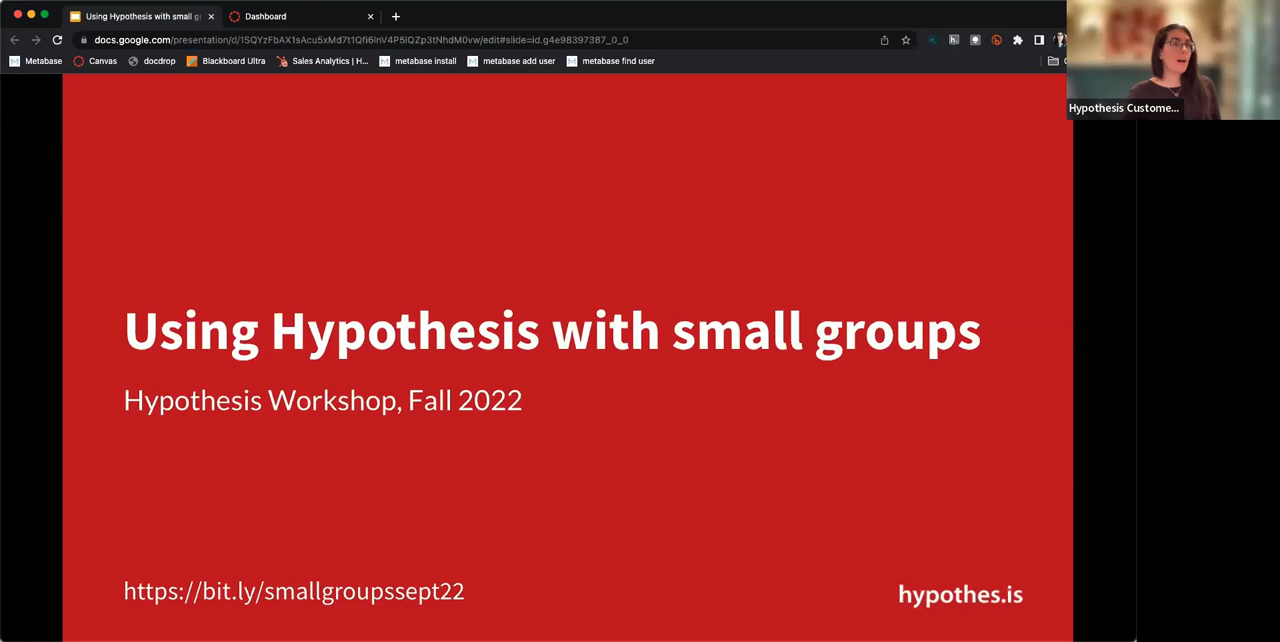 Using Hypothesis with small g
Dashboard
docs.google.com/presentation/d/1SQYzFbAX1sAcu5xMd7t1Qfi6lnV4P5lQZp3tNhdM0vw/edit#slide=id.g4e98397387_0_0
Metabase Canvas docdrop Blackboard Ultra Sales Analytics | H... metabase install metabase add user metabase find user
Hypothesis Custome...
Using Hypothesis with small groups
Hypothesis Workshop, Fall 2022
https://bit.ly/smallgroupssept22
hypothes.is